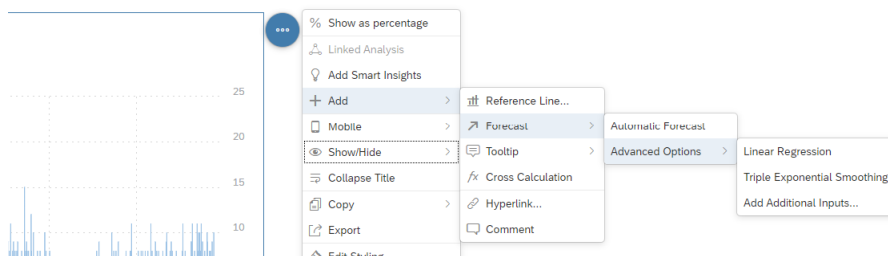 25
20
15
10
Show as percentage
Linked Analysis
Add Smart Insights
Add
Mobile
Show/Hide
Collapse Title
Copy
Export
Edit Styling
Reference Line...
Forecast
Tooltip
Cross Calculation
Hyperlink...
Comment
Automatic Forecast
Advanced Options
Linear Regression
Triple Exponential Smoothing
Add Additional Inputs...